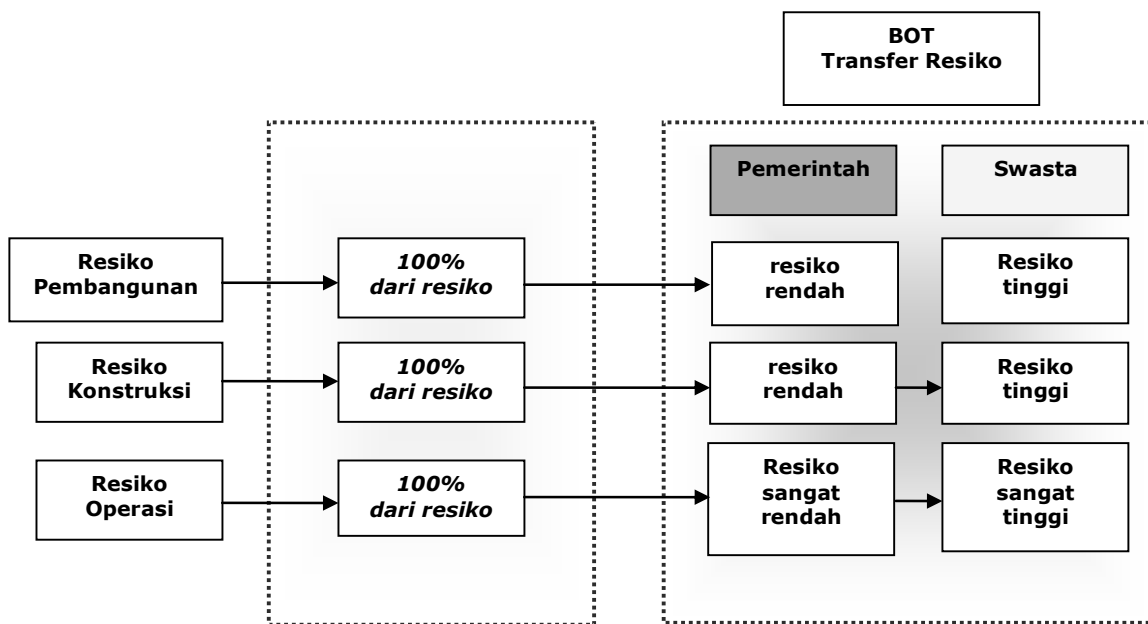 BOT
Transfer Resiko
Pemerintah
Swasta
Resiko
Pembangunan
100%
dari resiko
resiko
rendah
Resiko
tinggi
Resiko
Konstruksi
100%
dari resiko
resiko
rendah
Resiko
tinggi
Resiko
Operasi
100%
dari resiko
Resiko
sangat
rendah
Resiko
sangat
tinggi